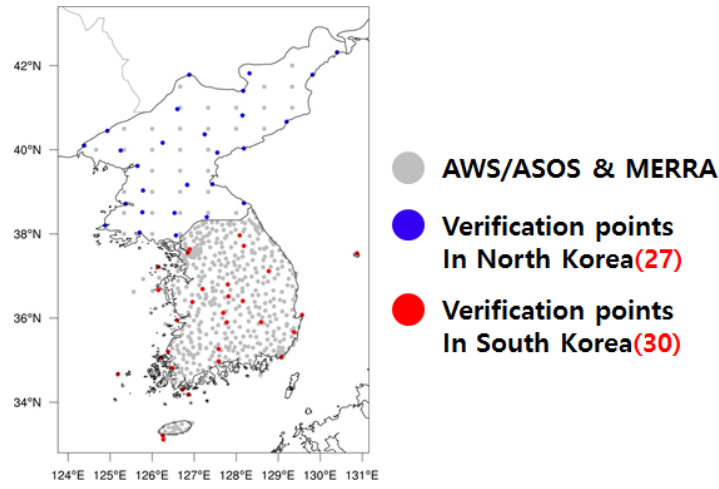 42°N
40°N
38°N
36°N
34°N
124°E 125°E 126°E 127°E 128°E 129°E 130°E 131°E
AWS/ASOS & MERRA
Verification points
In North Korea(27)
Verification points
In South Korea(30)